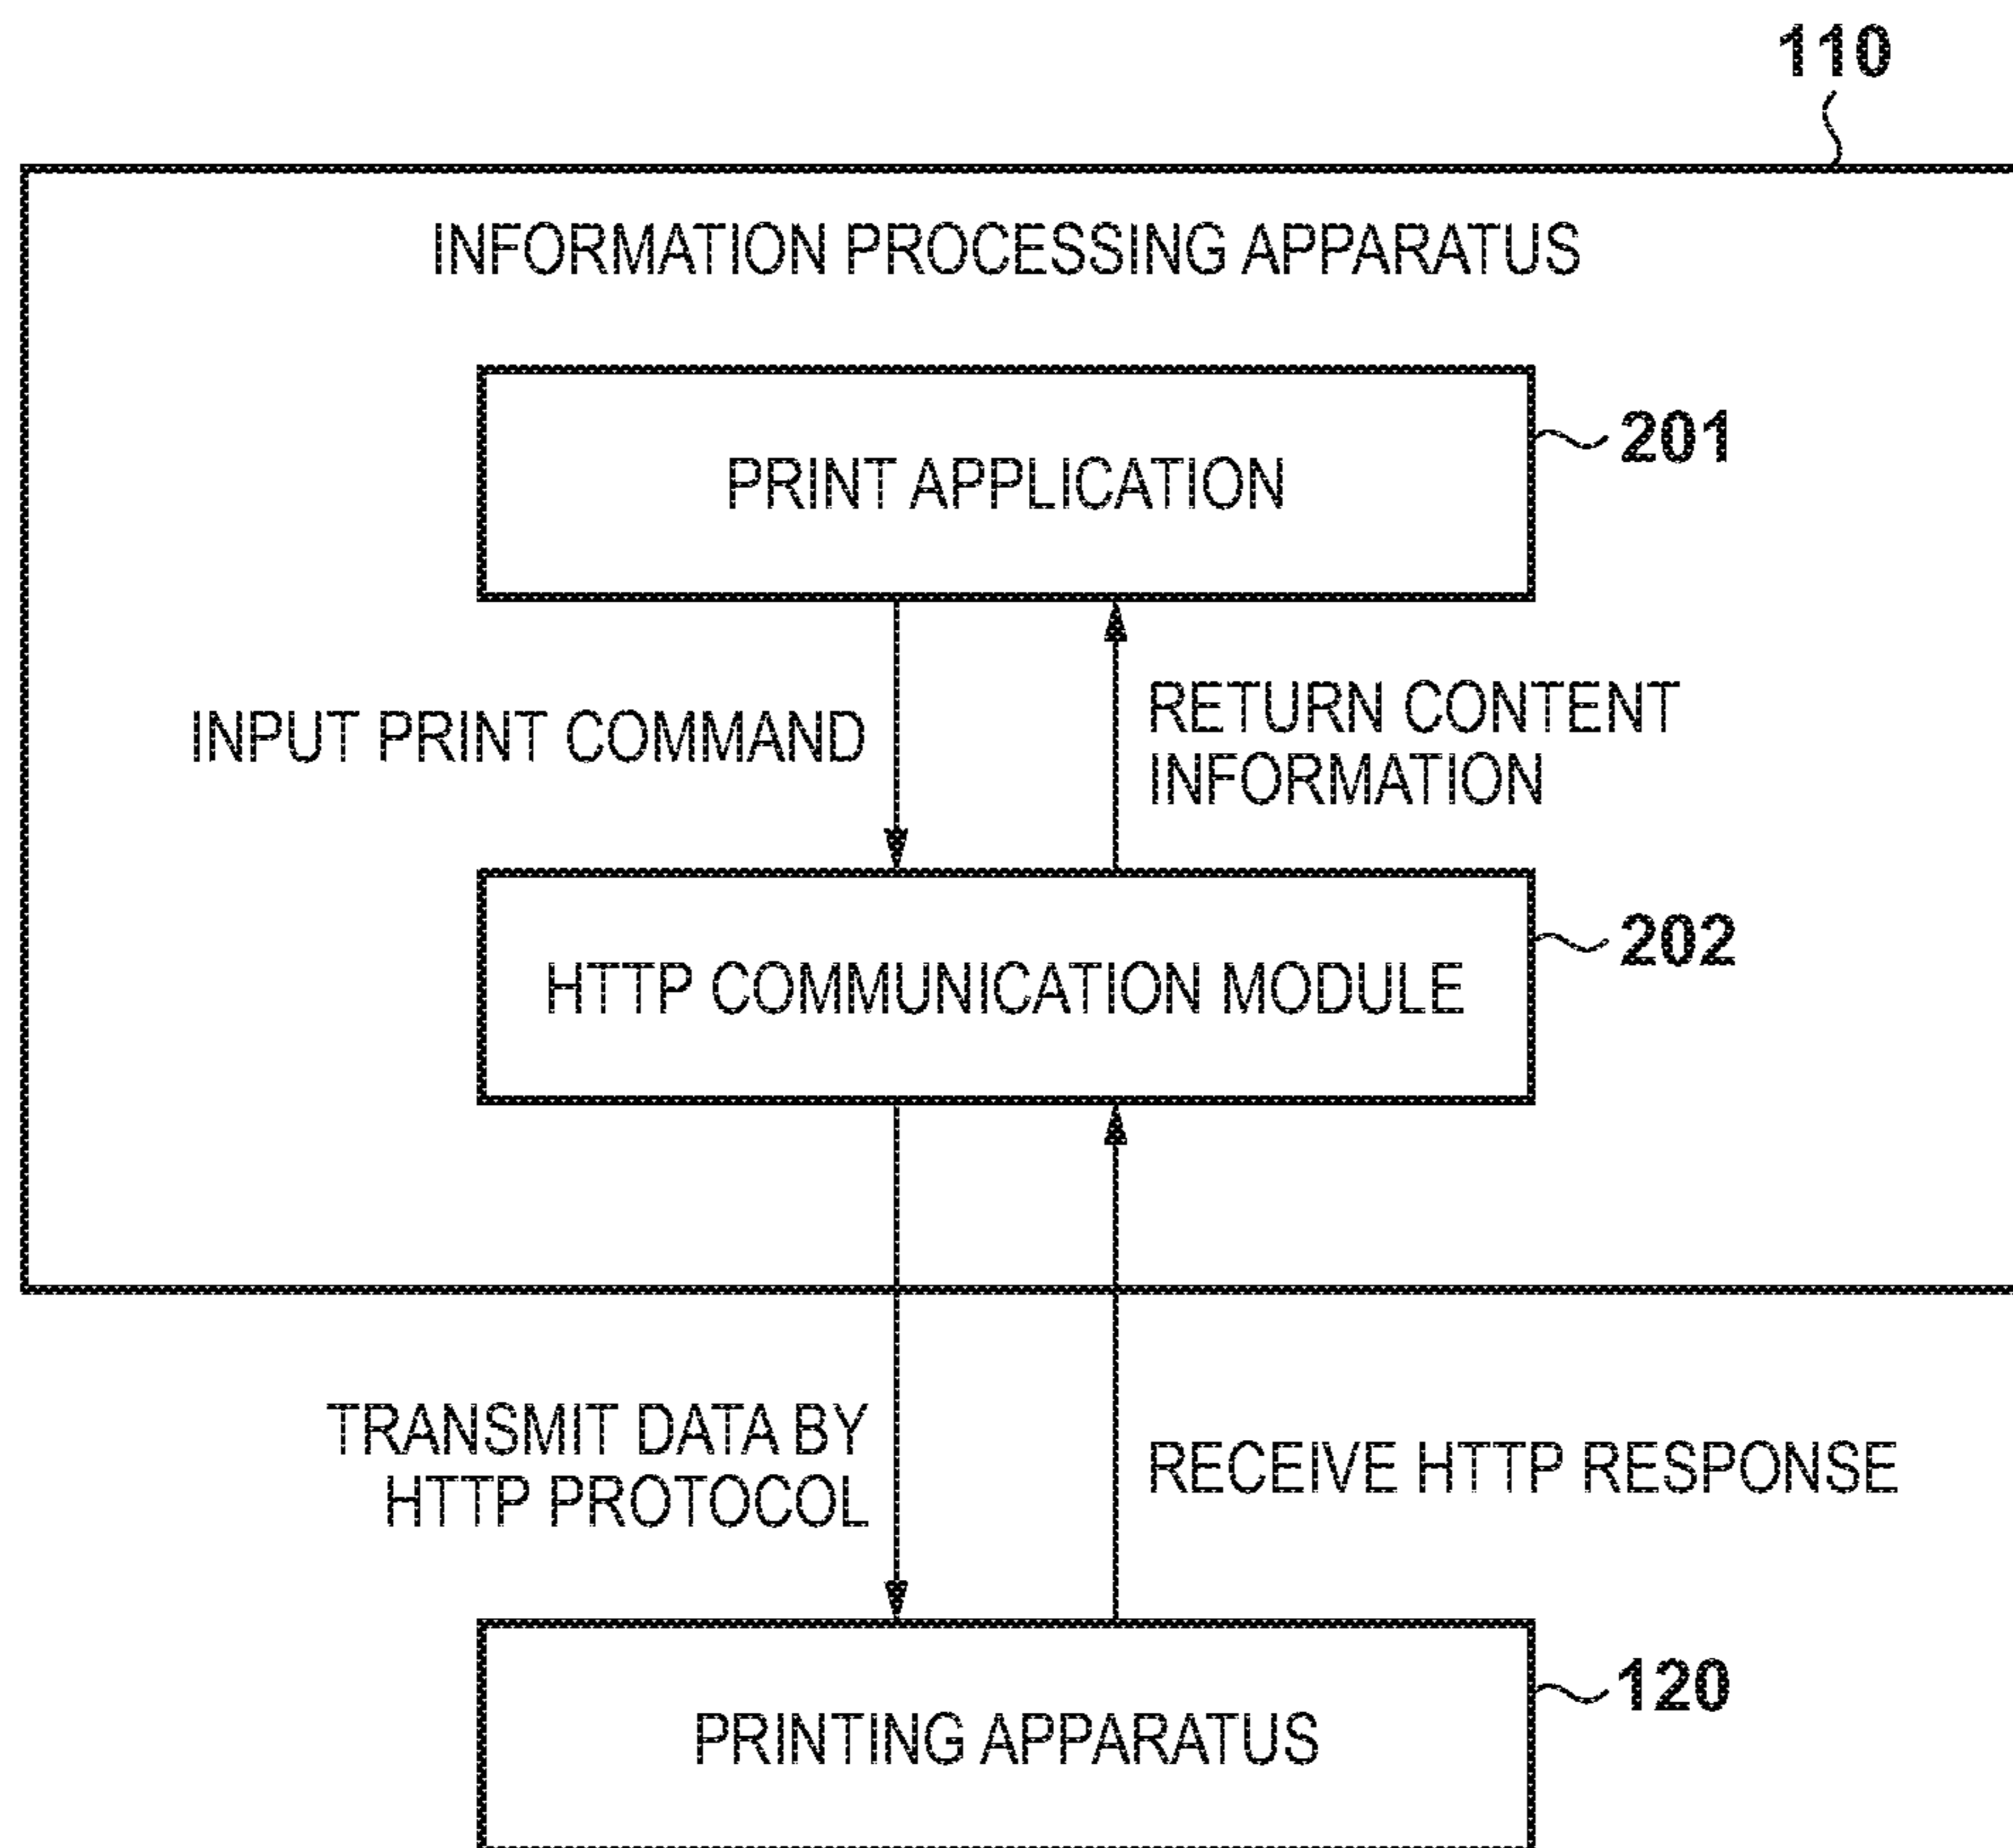 110
INFORMATION PROCESSING APPARATUS
PRINT APPLICATION
201
INPUT PRINT COMMAND
RETURN CONTENT
INFORMATION
HTTP COMMUNICATION MODULE
202
TRANSMIT DATA BY
HTTP PROTOCOL
RECEIVE HTTP RESPONSE
PRINTING APPARATUS
120